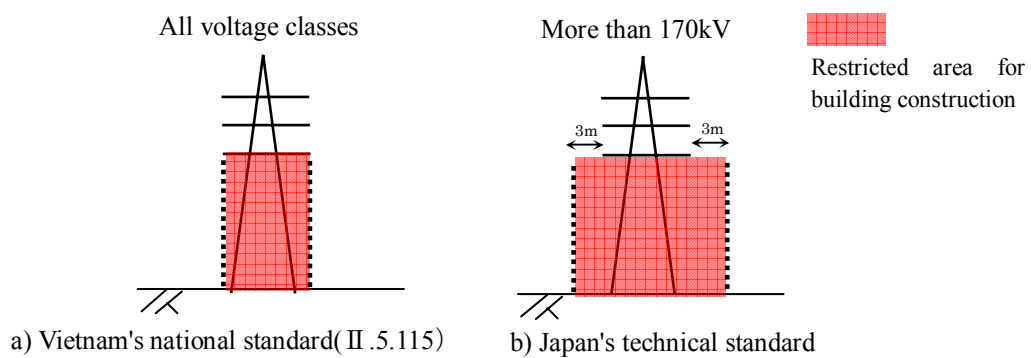 All voltage classes
More than 170kV
Restricted area for
building construction
3m
3m
a) Vietnam's national standard(Ⅱ.5.115）
b) Japan's technical standard